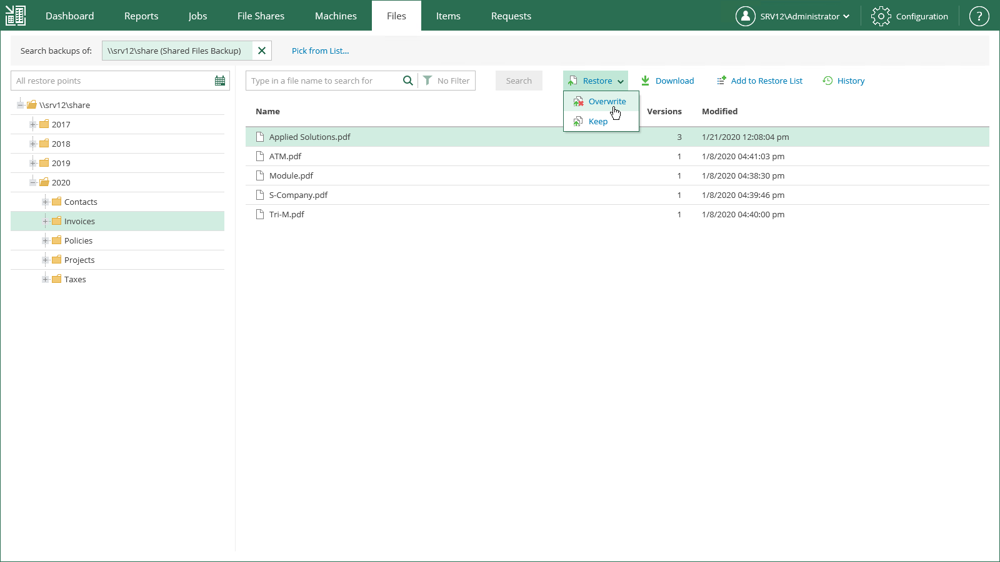 Dashboard Reports Jobs File Shares Machines Files Items Requests SRV12\Administrator Configuration ?
Search backups of: \\srv12\share (Shared Files Backup) Pick from List...
All restore points
Type in a file name to search for No Filter Search Restore Download Add to Restore List History
Overwrite
Keep
\\srv12\share
2017
2018
2019
2020
Contacts
Invoices
Policies
Projects
Taxes
Name Versions Modified
Applied Solutions.pdf 3 1/21/2020 12:08:04 pm
ATM.pdf 1 1/8/2020 04:41:03 pm
Module.pdf 1 1/8/2020 04:38:30 pm
S-Company.pdf 1 1/8/2020 04:39:46 pm
Tri-M.pdf 1 1/8/2020 04:40:00 pm